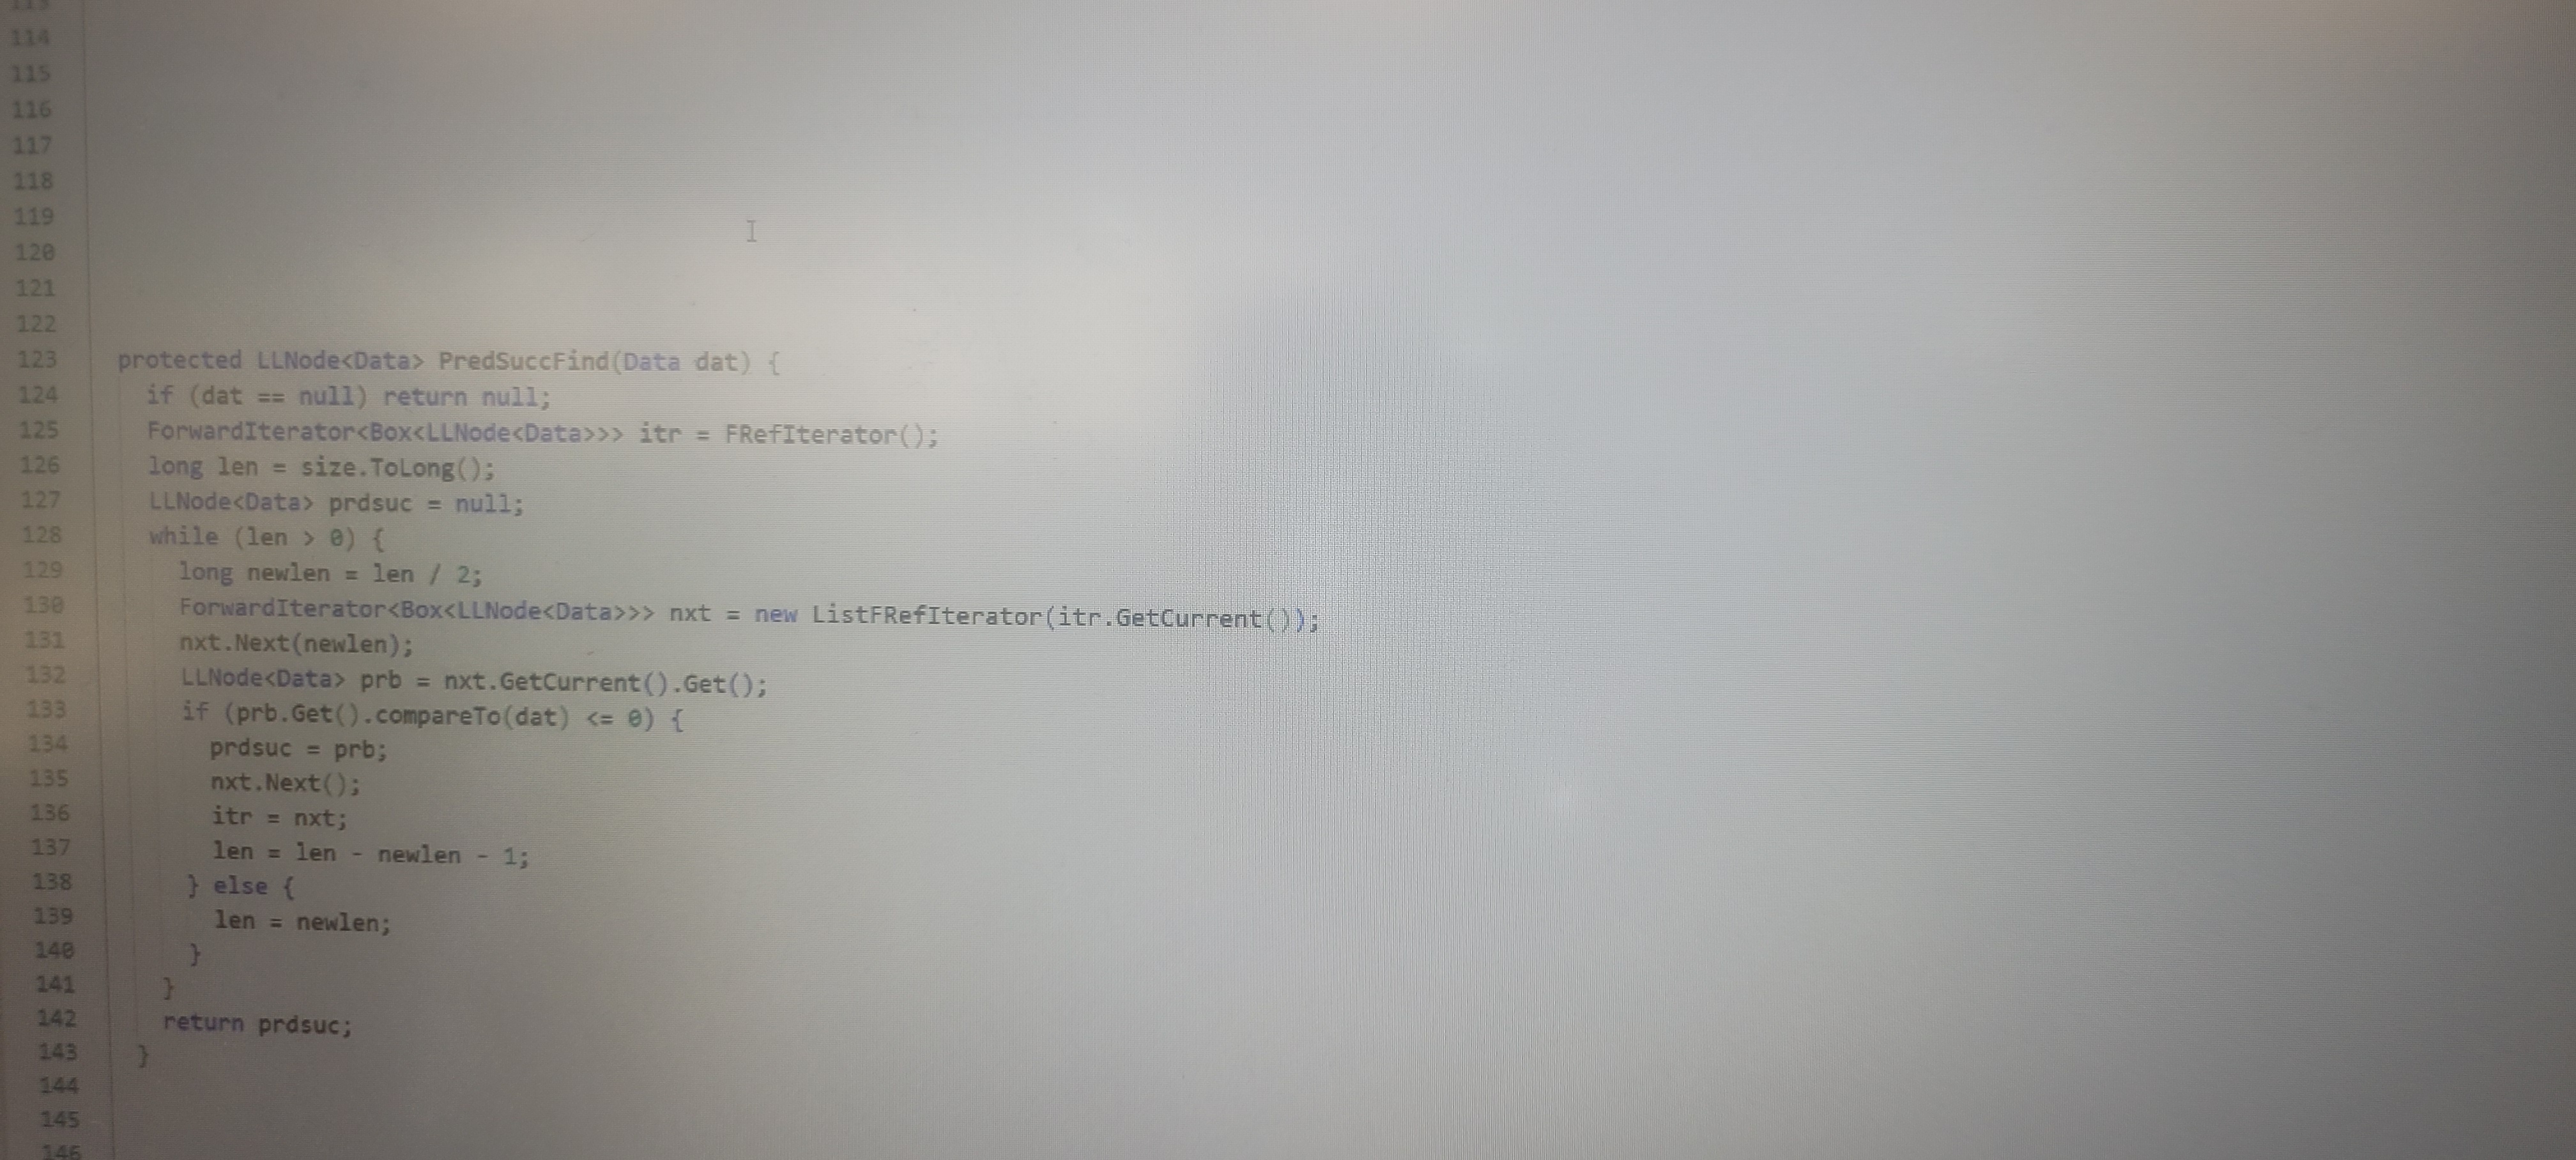 114
115
116
117
118
119
120
121
122
123 protected LLNode<Data> PredSuccFind(Data dat) {
124 if (dat == null) return null;
125 ForwardIterator<Box<LLNode<Data>>> itr = FRefIterator();
126 long len = size.ToLong();
127 LLNode<Data> prdsuc = null;
128 while (len > 0) {
129 long newlen = len / 2;
130 ForwardIterator<Box<LLNode<Data>>> nxt = new ListFRefIterator(itr.GetCurrent());
131 nxt.Next(newlen);
132 LLNode<Data> prb = nxt.GetCurrent().Get();
133 if (prb.Get().compareTo(dat) <= 0) {
134 prdsuc = prb;
135 nxt.Next();
136 itr = nxt;
137 len = len - newlen - 1;
138 } else {
139 len = newlen;
140 }
141 }
142 return prdsuc;
143 }
144
145
146